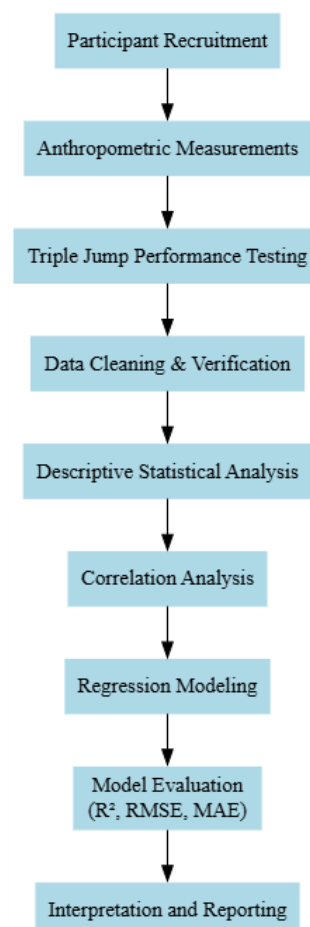 Participant Recruitment
Anthropometric Measurements
Triple Jump Performance Testing
Data Cleaning & Verification
Descriptive Statistical Analysis
Correlation Analysis
Regression Modeling
Model Evaluation
(R², RMSE, MAE)
Interpretation and Reporting